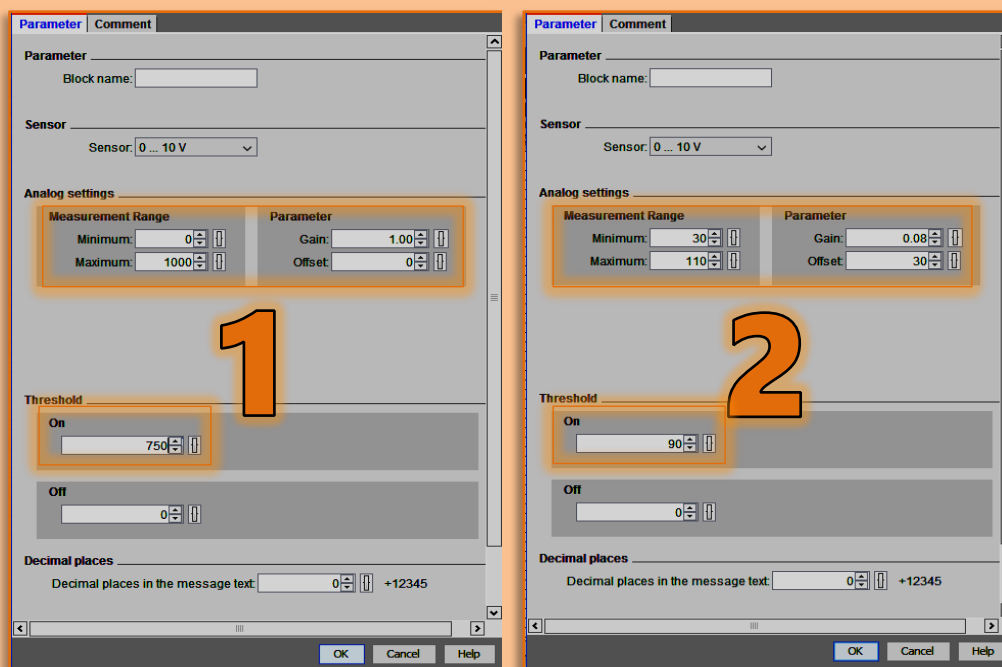 Parameter Comment
Parameter
Block name:
Sensor
Sensor: 0 ... 10 V
Analog settings
Measurement Range Parameter
Minimum: 0 Gain: 1.00
Maximum: 1000 Offset: 0
1
Threshold
On
750
Off
0
Decimal places
Decimal places in the message text: 0 +12345
OK Cancel Help
Parameter Comment
Parameter
Block name:
Sensor
Sensor: 0 ... 10 V
Analog settings
Measurement Range Parameter
Minimum: 30 Gain: 0.08
Maximum: 110 Offset: 30
2
Threshold
On
90
Off
0
Decimal places
Decimal places in the message text: 0 +12345
OK Cancel Help